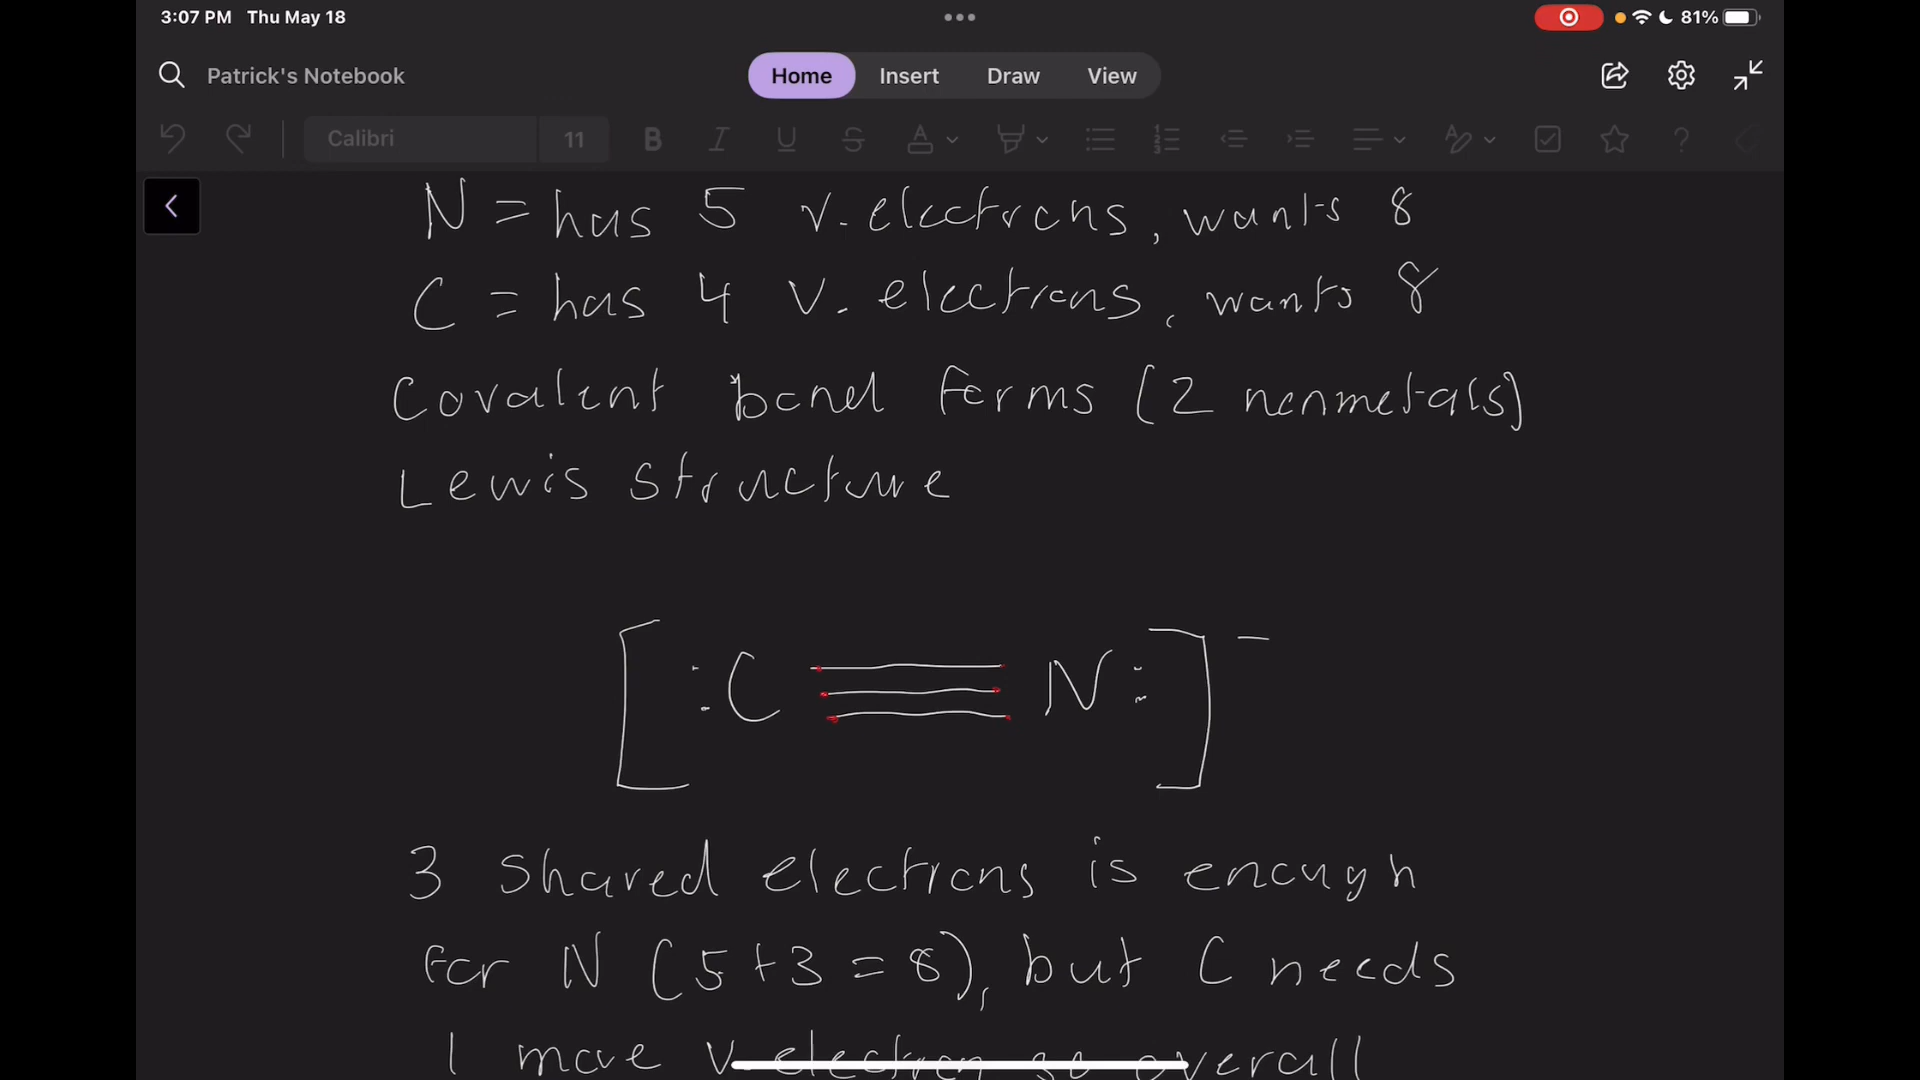 3:07 PM Thu May 18
81%
Patrick's Notebook
Home Insert Draw View
Calibri 11
N = has 5 v. electrons, wants 8
C = has 4 v. electrons, wants 8
Covalent bond forms (2 nonmetals)
Lewis structure
[:C≡N:]⁻
3 shared electrons is enough
for N (5+3=8), but C needs
1 more v. electron so overall